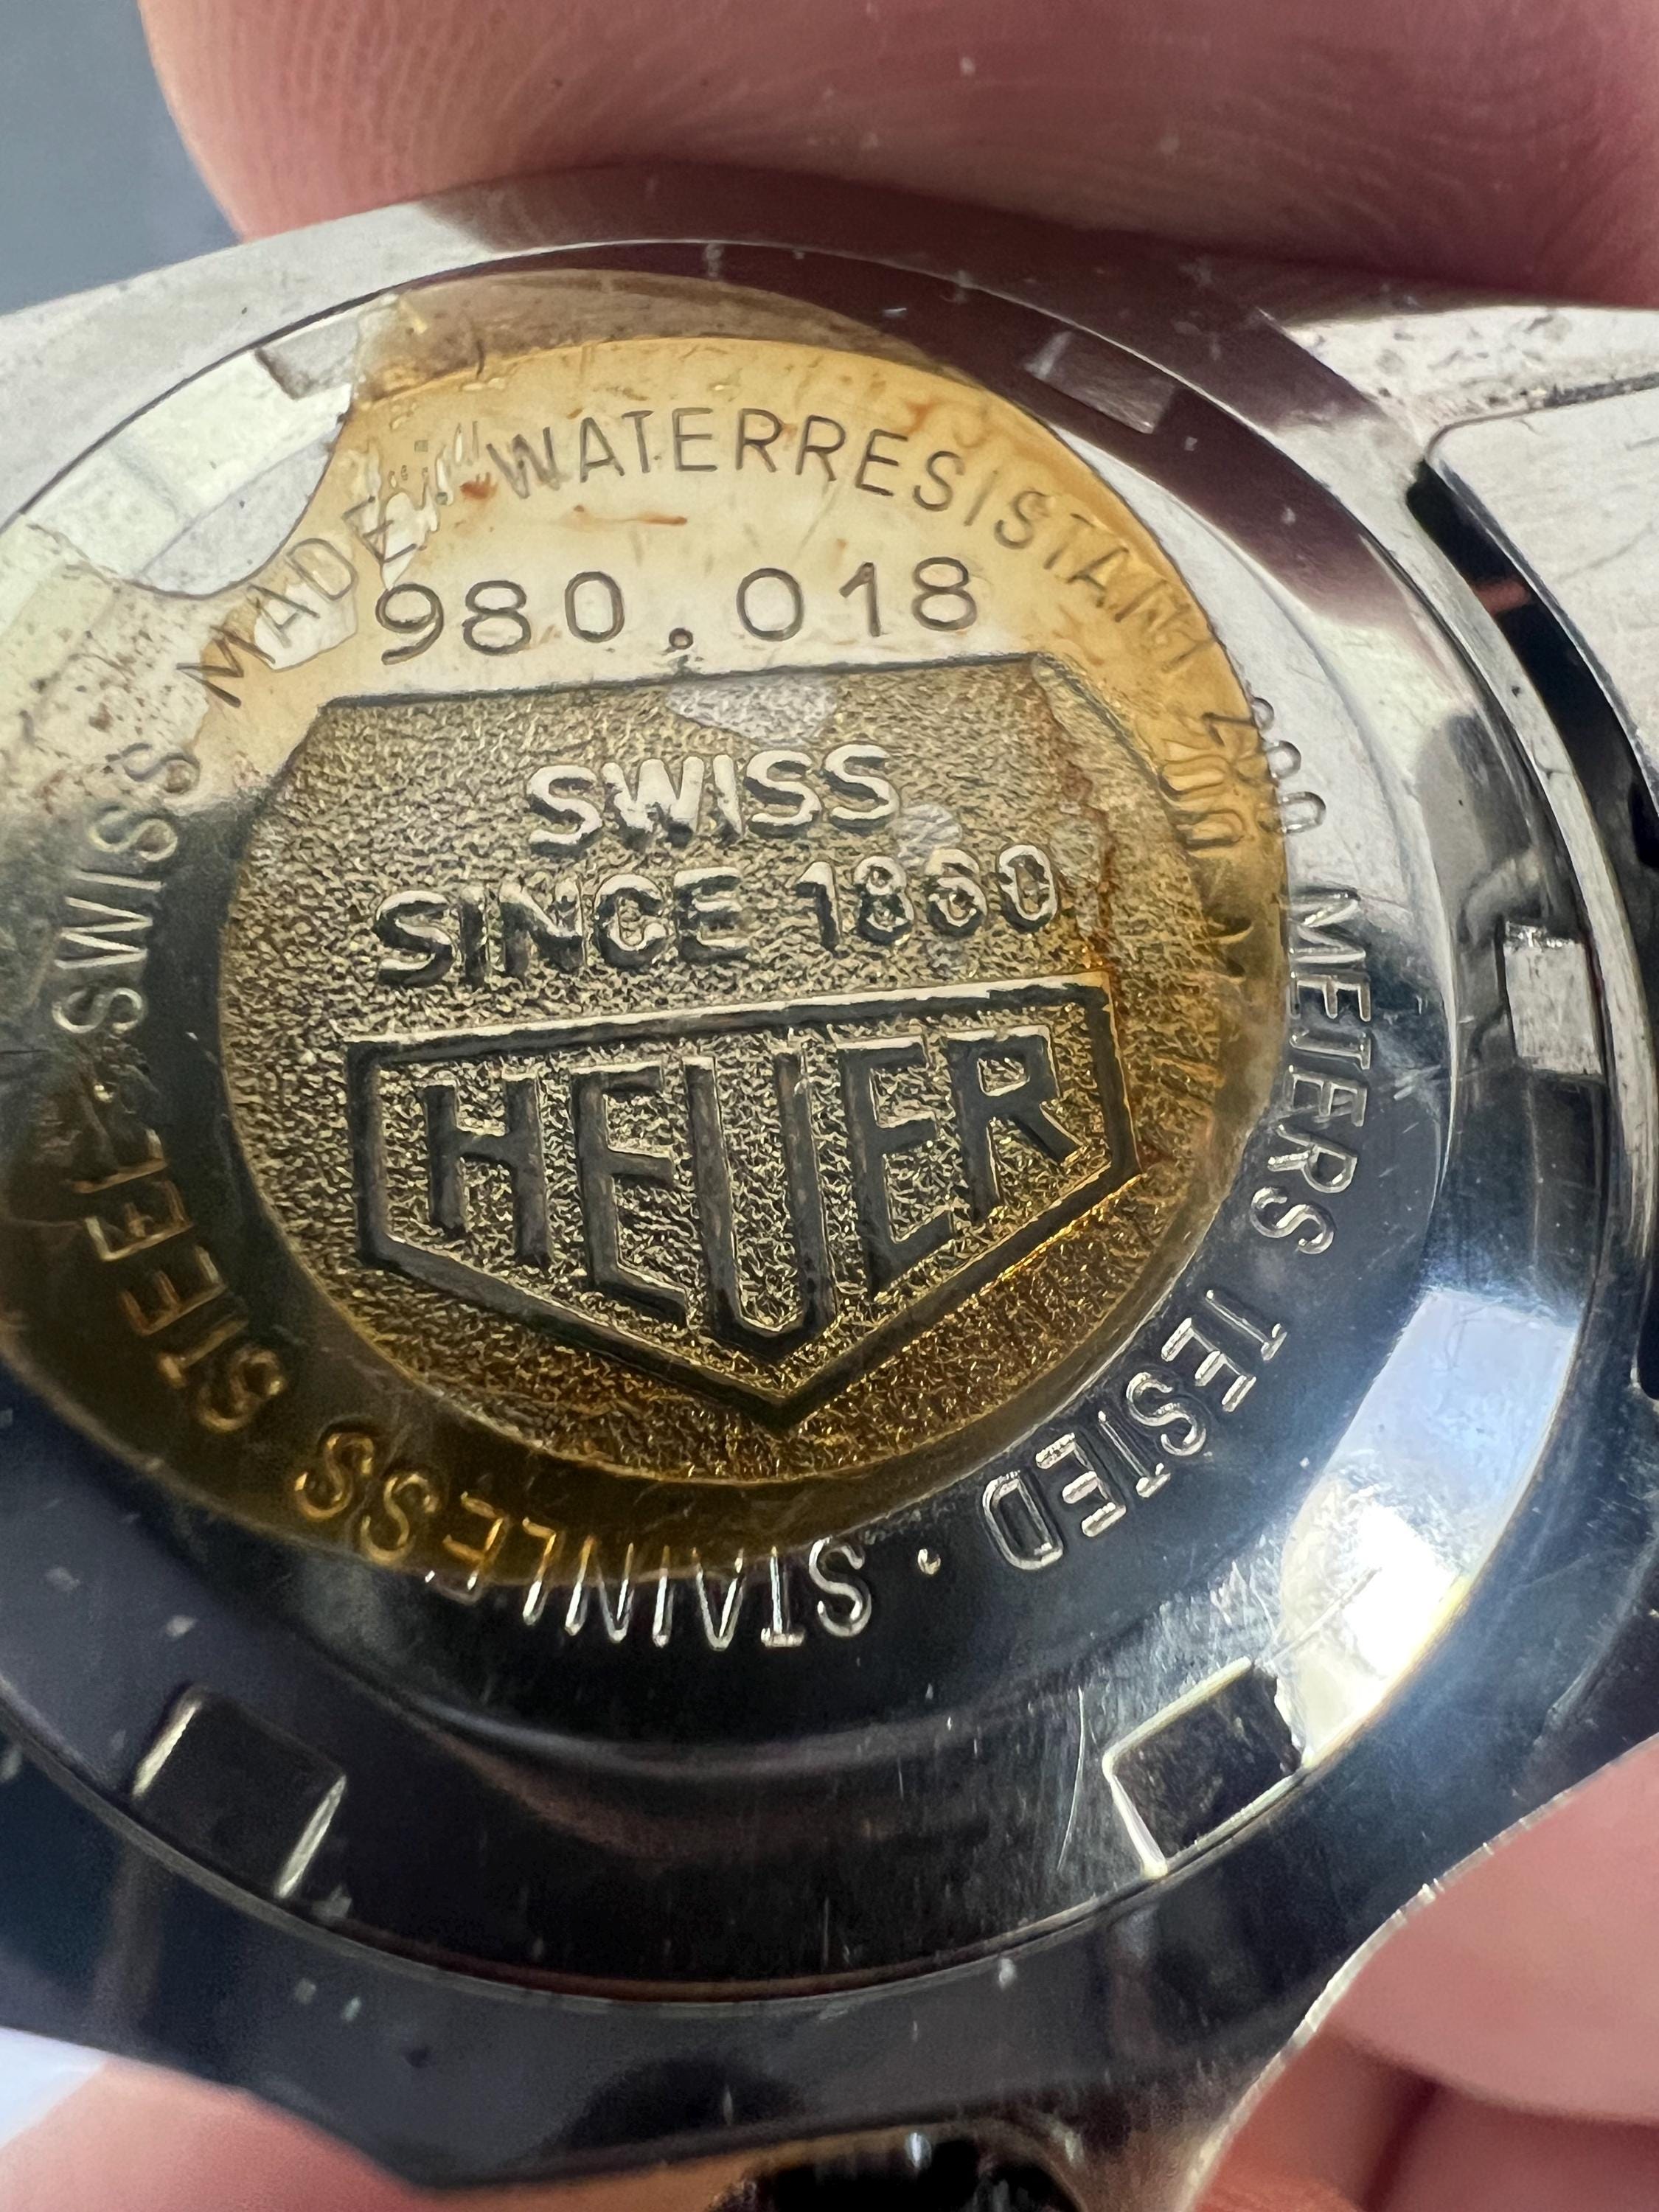 SWISS MADE · WATERRESISTANT 200 METERS TESTED · STAINLESS STEEL ·
980.018
SWISS
SINCE 1860
HEUER